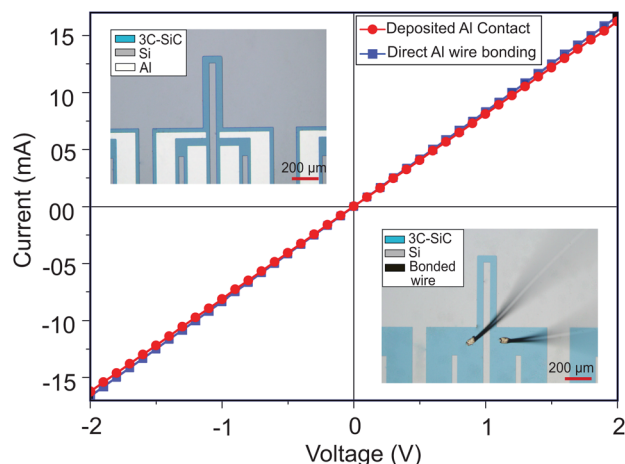 15
10
05
00
-05
-10
-15
Current (mA)
3C-SiC
Si
Al
200 µm
Deposited Al Contact
Direct Al wire bonding
3C-SiC
Si
Bonded
wire
200 µm
-2
-1
0
1
2
Voltage (V)